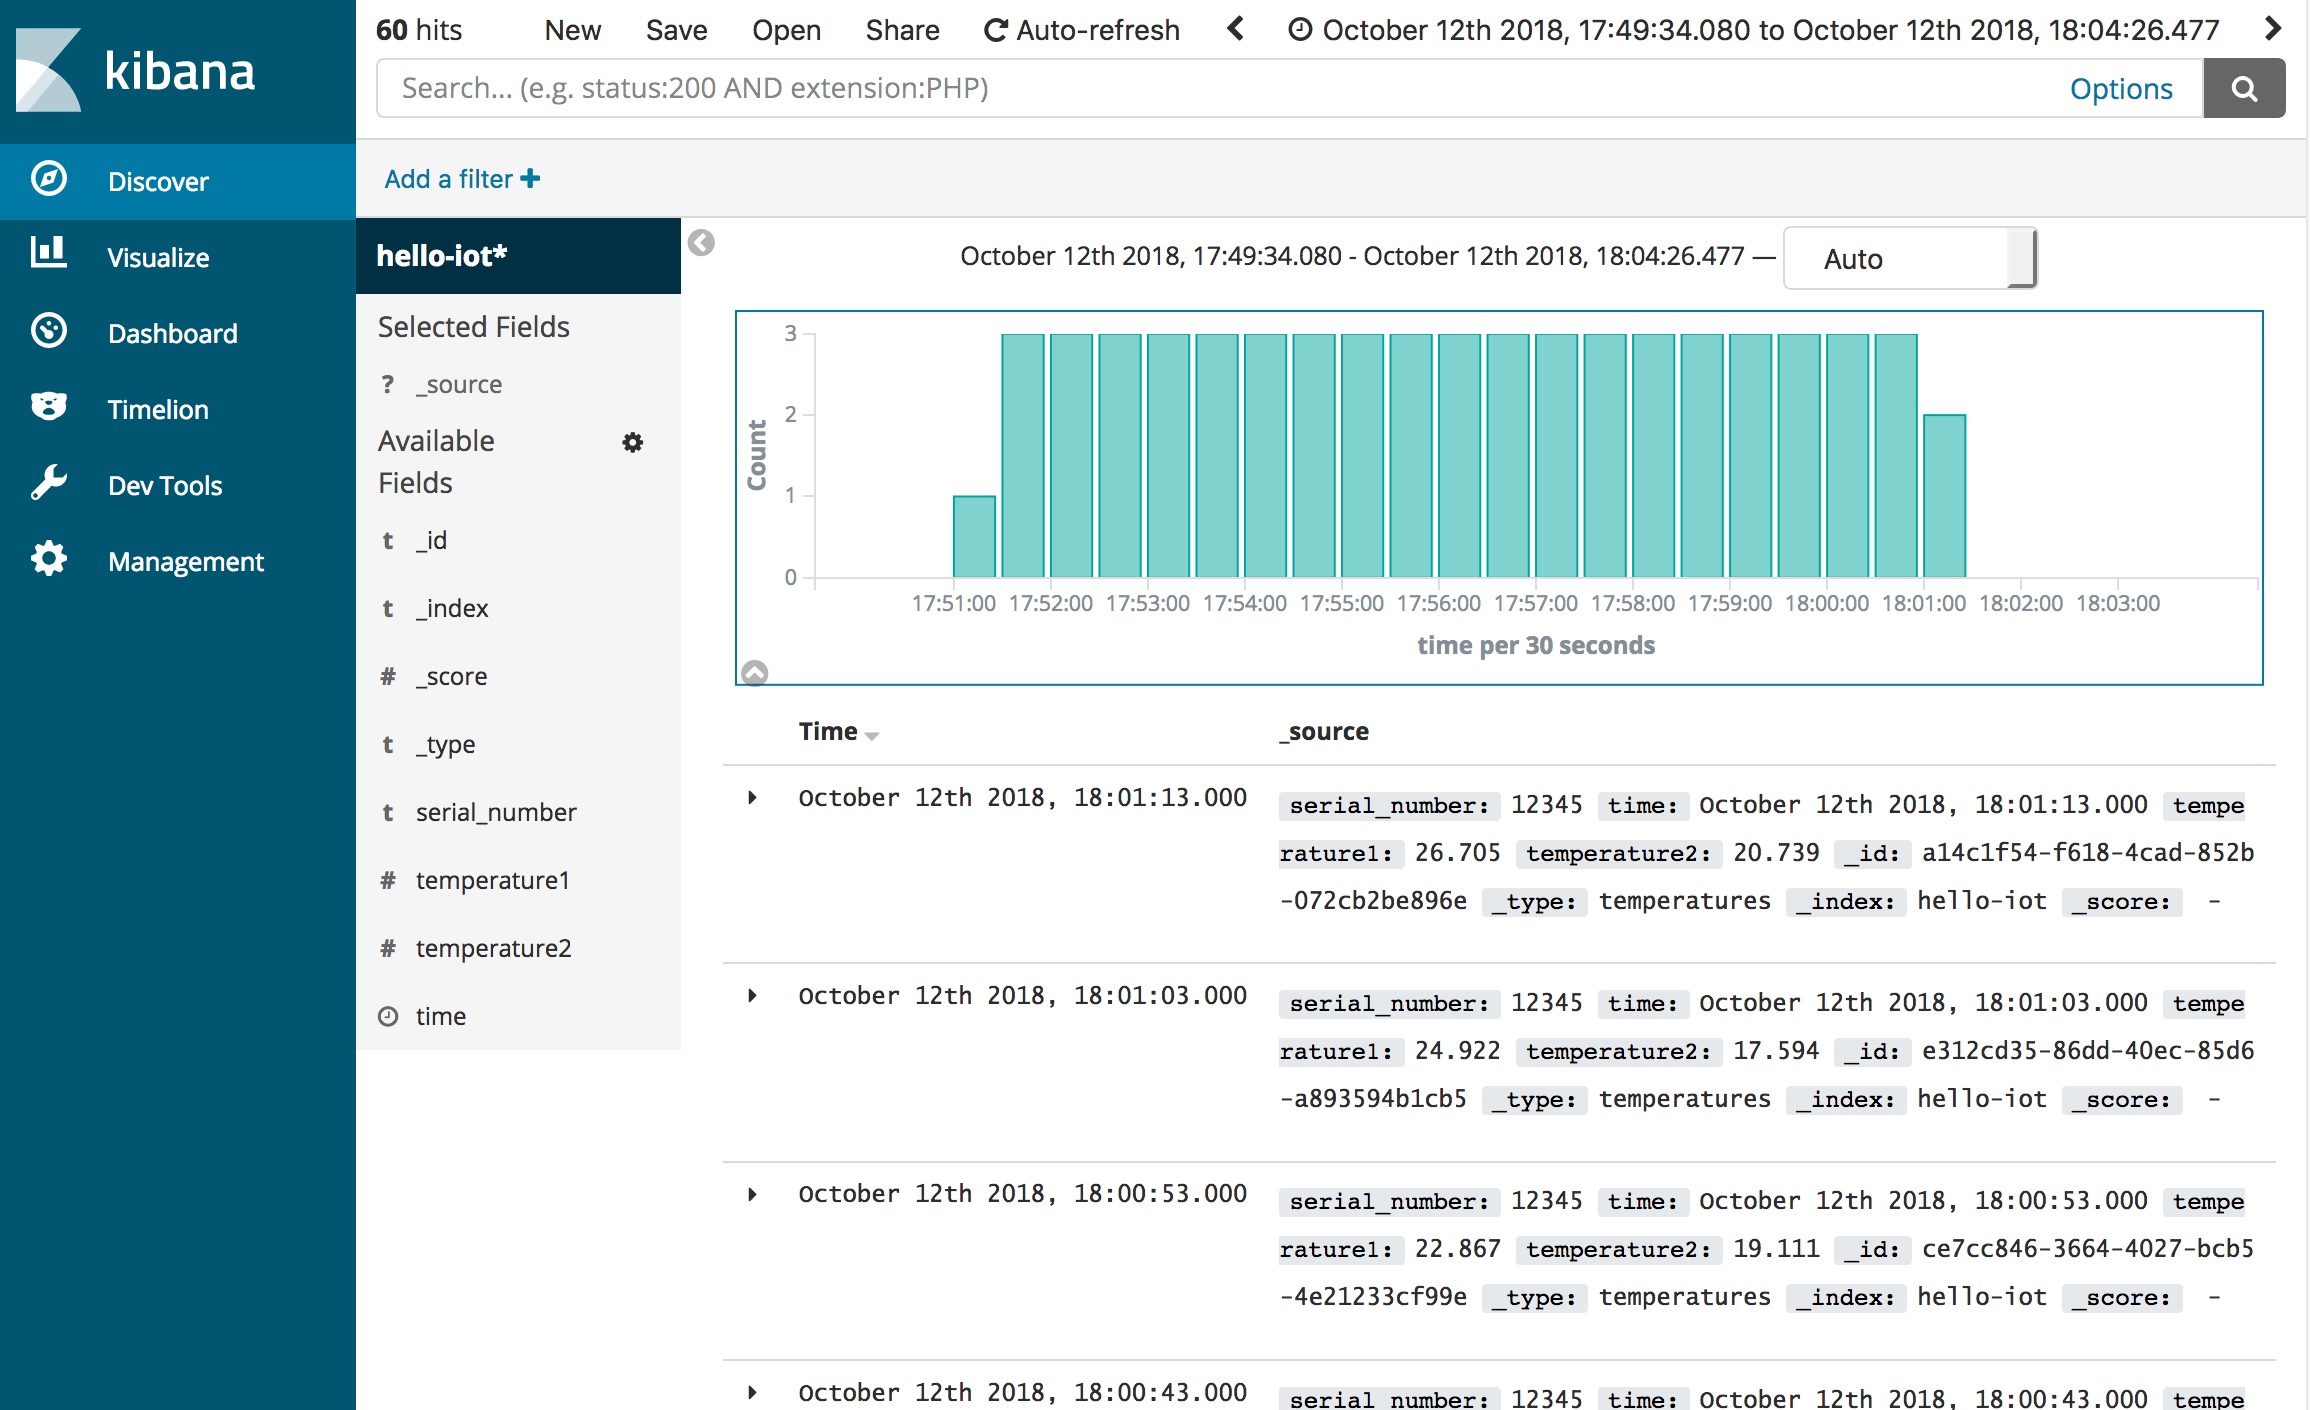 kibana
Discover
Visualize
Dashboard
Timelion
Dev Tools
Management
60 hits New Save Open Share Auto-refresh October 12th 2018, 17:49:34.080 to October 12th 2018, 18:04:26.477
Search... (e.g. status:200 AND extension:PHP) Options
Add a filter
hello-iot*
Selected Fields
? _source
Available
Fields
t _id
t _index
# _score
t _type
t serial_number
# temperature1
# temperature2
time
October 12th 2018, 17:49:34.080 - October 12th 2018, 18:04:26.477 — Auto
3
2
1
0
Count
17:51:00 17:52:00 17:53:00 17:54:00 17:55:00 17:56:00 17:57:00 17:58:00 17:59:00 18:00:00 18:01:00 18:02:00 18:03:00
time per 30 seconds
Time _source
October 12th 2018, 18:01:13.000 serial_number: 12345 time: October 12th 2018, 18:01:13.000 tempe
rature1: 26.705 temperature2: 20.739 _id: a14c1f54-f618-4cad-852b
-072cb2be896e _type: temperatures _index: hello-iot _score: -
October 12th 2018, 18:01:03.000 serial_number: 12345 time: October 12th 2018, 18:01:03.000 tempe
rature1: 24.922 temperature2: 17.594 _id: e312cd35-86dd-40ec-85d6
-a893594b1cb5 _type: temperatures _index: hello-iot _score: -
October 12th 2018, 18:00:53.000 serial_number: 12345 time: October 12th 2018, 18:00:53.000 tempe
rature1: 22.867 temperature2: 19.111 _id: ce7cc846-3664-4027-bcb5
-4e21233cf99e _type: temperatures _index: hello-iot _score: -
October 12th 2018, 18:00:43.000 serial_number: 12345 time: October 12th 2018, 18:00:43.000 tempe